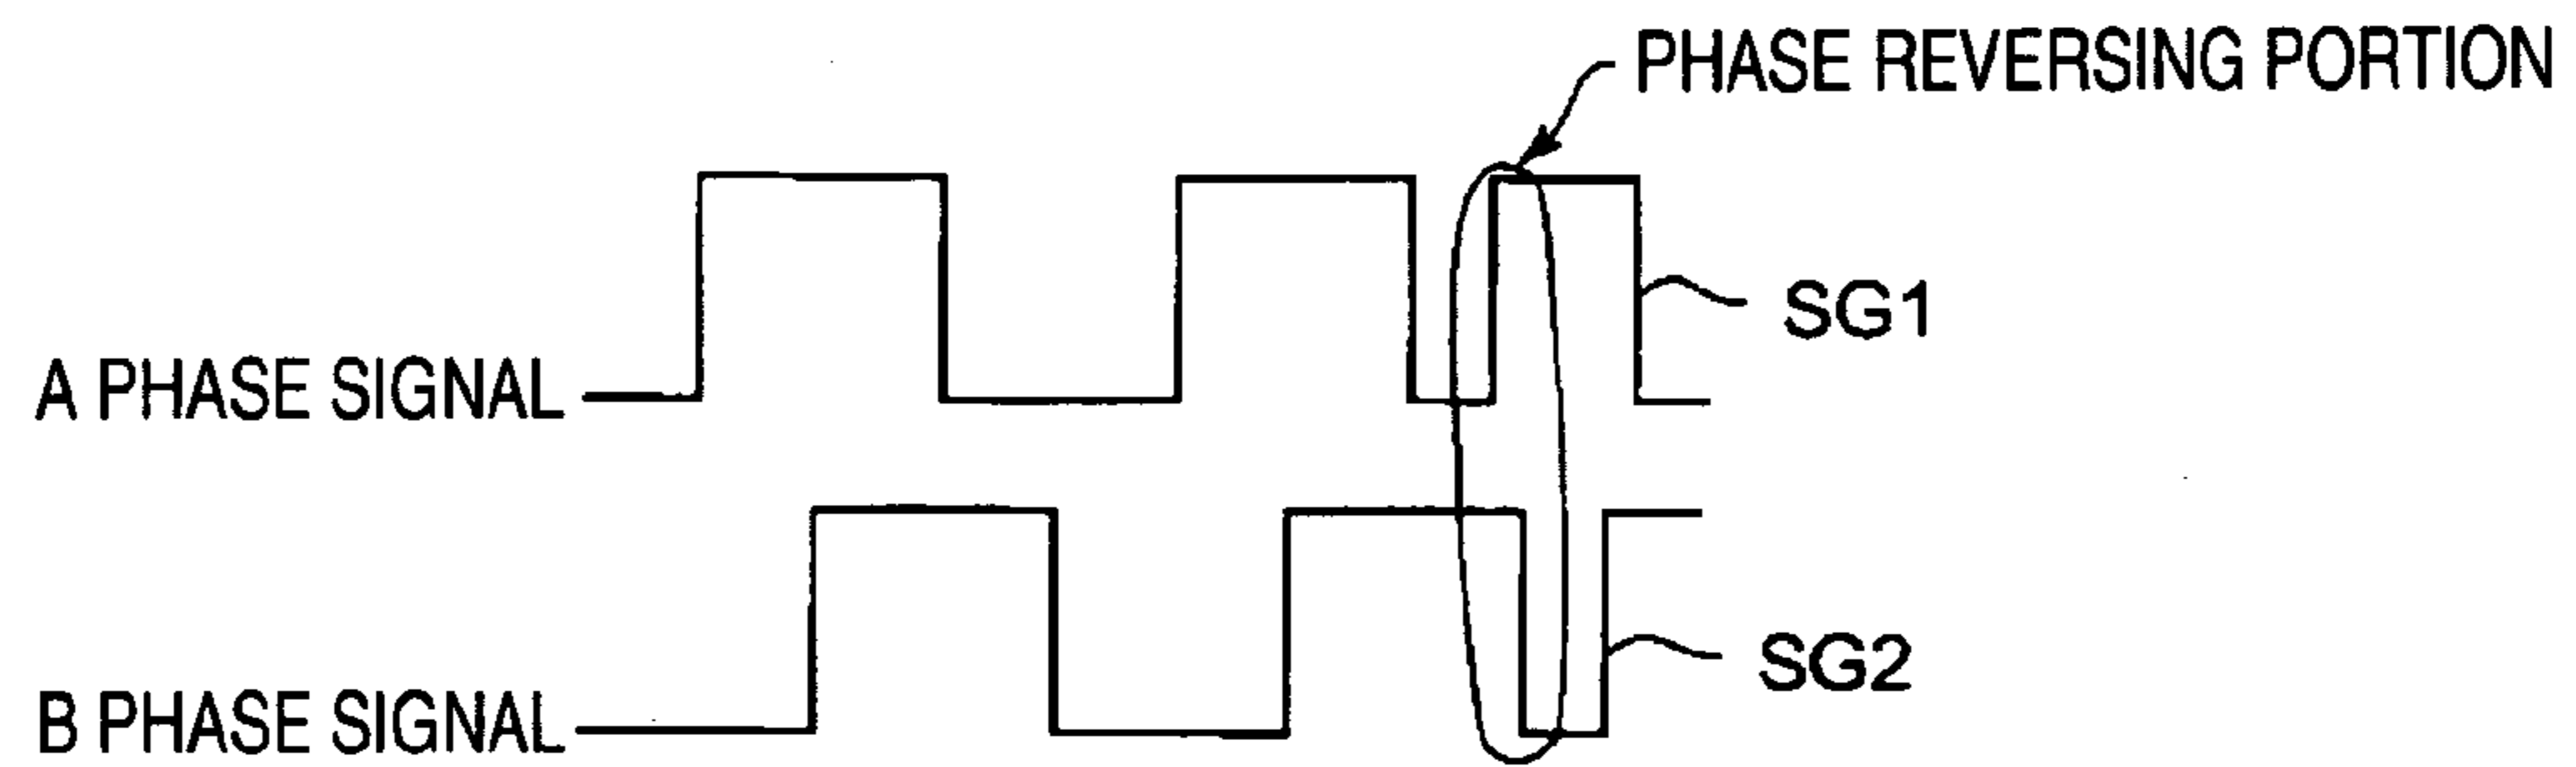 PHASE REVERSING PORTION
SG1
A PHASE SIGNAL
SG2
B PHASE SIGNAL